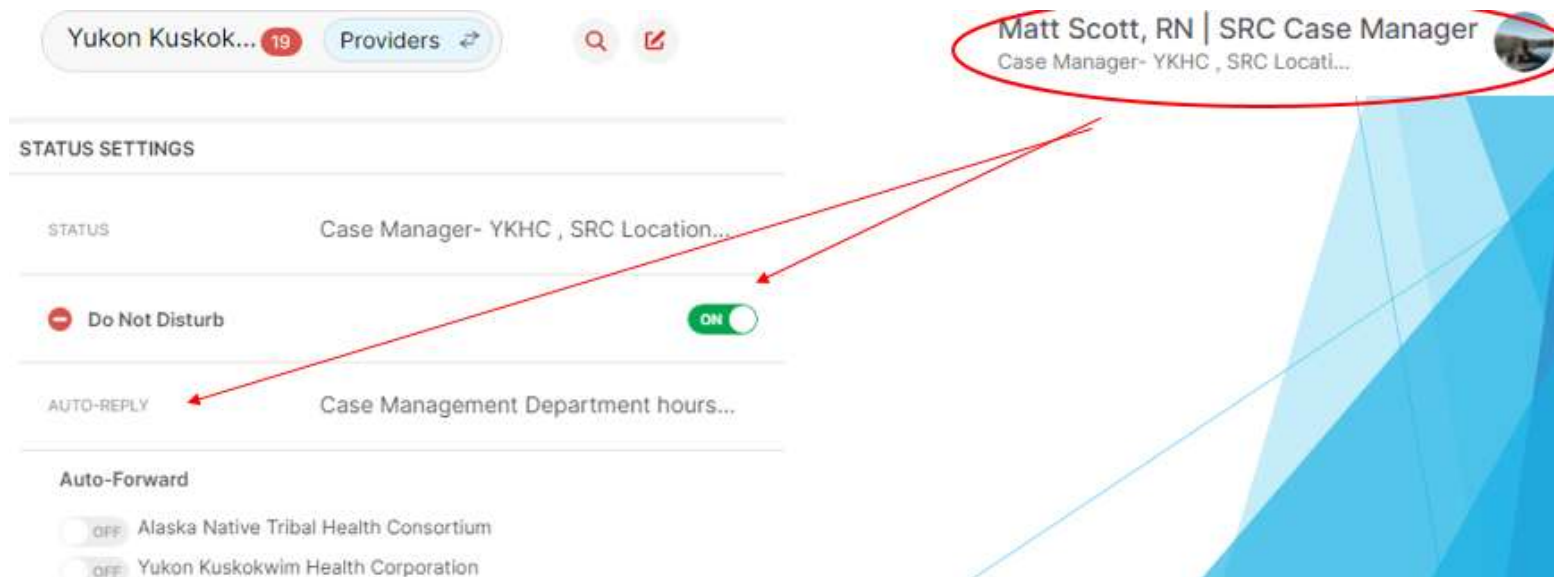 Yukon Kuskok... 19 Providers
Matt Scott, RN | SRC Case Manager
Case Manager- YKHC , SRC Locati...
STATUS SETTINGS
STATUS Case Manager- YKHC , SRC Location...
Do Not Disturb ON
AUTO-REPLY Case Management Department hours...
Auto-Forward
OFF Alaska Native Tribal Health Consortium
OFF Yukon Kuskokwim Health Corporation